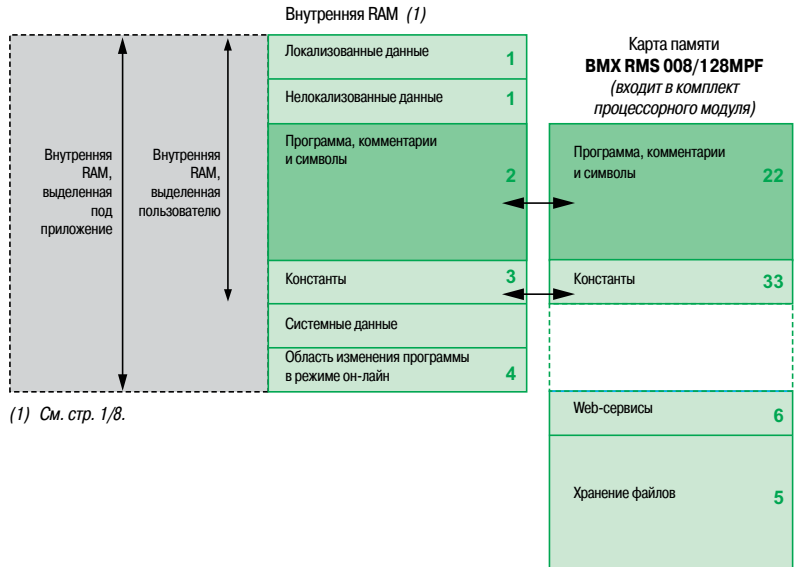 Внутренняя RAM (1)
Локализованные данные 1
Нелокализованные данные 1
Программа, комментарии
и символы
2
Константы 3
Системные данные
Область изменения программы
в режиме он-лайн 4
Внутренняя
RAM,
выделенная
под
приложение
Внутренняя
RAM,
выделенная
пользователю
(1) См. стр. 1/8.
Карта памяти
BMX RMS 008/128MPF
(входит в комплект
процессорного модуля)
Программа, комментарии
и символы 22
Константы 33
Web-сервисы 6
Хранение файлов 5